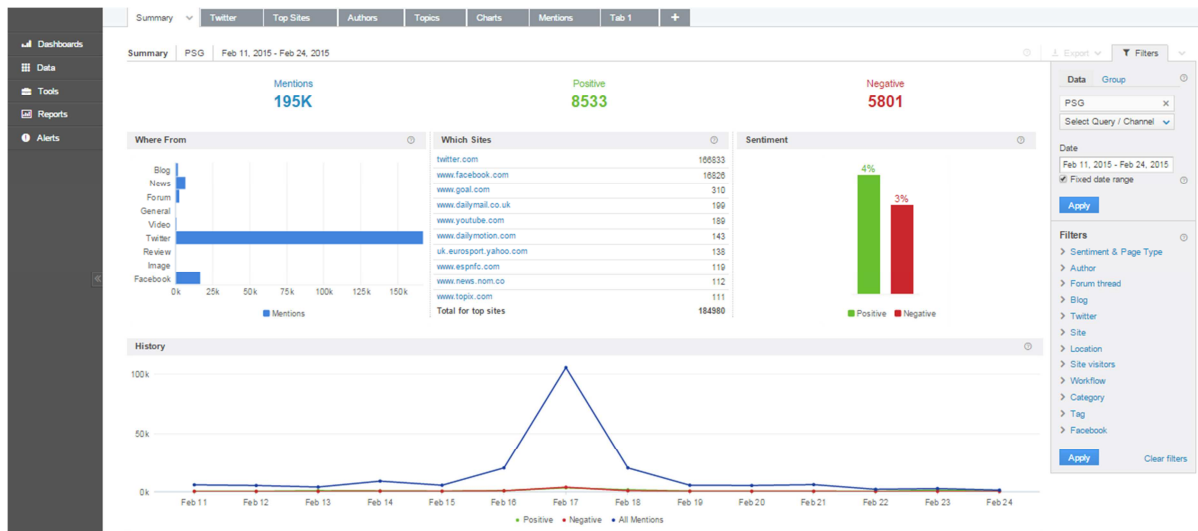 Summary Twitter Top Sites Authors Topics Charts Mentions Tab 1 +
Dashboards
Data
Tools
Reports
Alerts
Summary PSG Feb 11, 2015 - Feb 24, 2015
Export
Filters
Mentions
195K
Positive
8533
Negative
5801
Where From
Blog
News
Forum
General
Video
Twitter
Review
Image
Facebook
0k 25k 50k 75k 100k 125k 150k
Mentions
Which Sites
twitter.com 166833
www.facebook.com 16826
www.goal.com 310
www.dailymail.co.uk 199
www.youtube.com 189
www.dailymotion.com 143
uk.eurosport.yahoo.com 138
www.espnfc.com 119
www.news.nom.co 112
www.topix.com 111
Total for top sites 184980
Sentiment
4%
3%
Positive Negative
History
100k
50k
0k
Feb 11 Feb 12 Feb 13 Feb 14 Feb 15 Feb 16 Feb 17 Feb 18 Feb 19 Feb 20 Feb 21 Feb 22 Feb 23 Feb 24
Positive Negative All Mentions
Data Group
PSG
Select Query / Channel
Date
Feb 11, 2015 - Feb 24, 2015
Fixed date range
Apply
Filters
Sentiment & Page Type
Author
Forum thread
Blog
Twitter
Site
Location
Site visitors
Workflow
Category
Tag
Facebook
Apply Clear filters